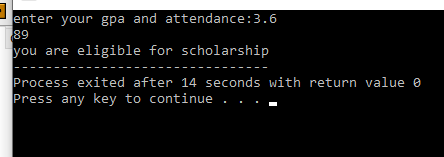 enter your gpa and attendance:3.6
89
you are eligible for scholarship
--------------------------------
Process exited after 14 seconds with return value 0
Press any key to continue . . .